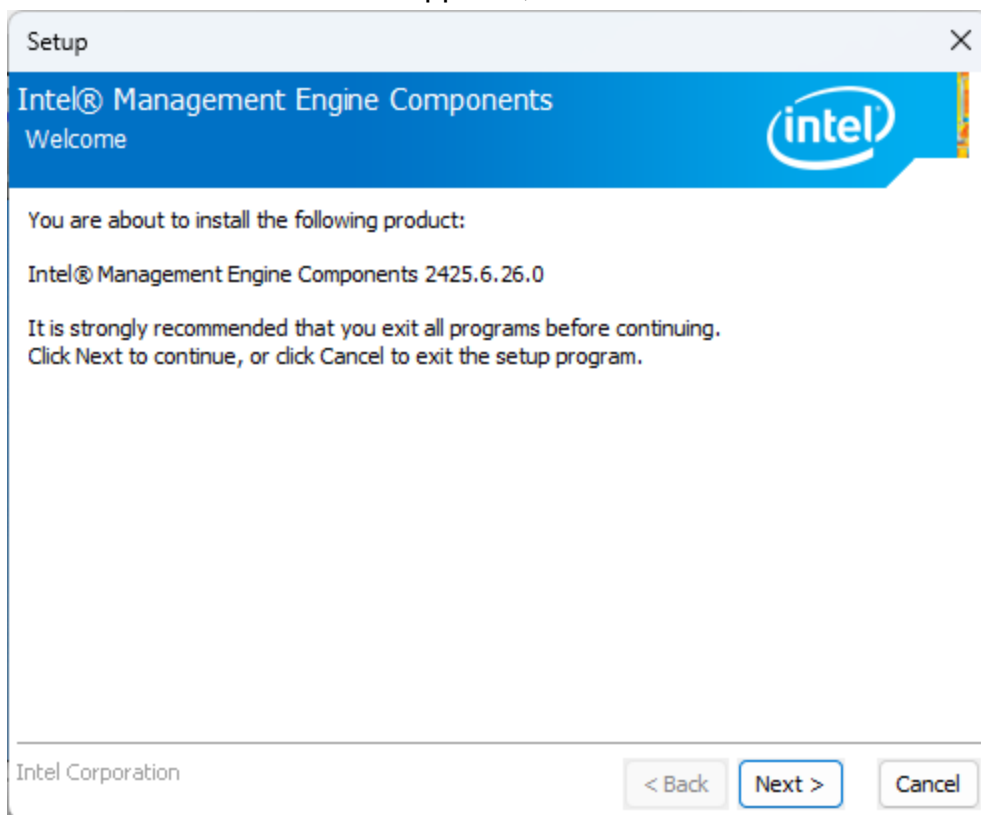 Setup
Intel® Management Engine Components
Welcome
intel
You are about to install the following product:
Intel® Management Engine Components 2425.6.26.0
It is strongly recommended that you exit all programs before continuing.
Click Next to continue, or click Cancel to exit the setup program.
Intel Corporation
< Back Next > Cancel